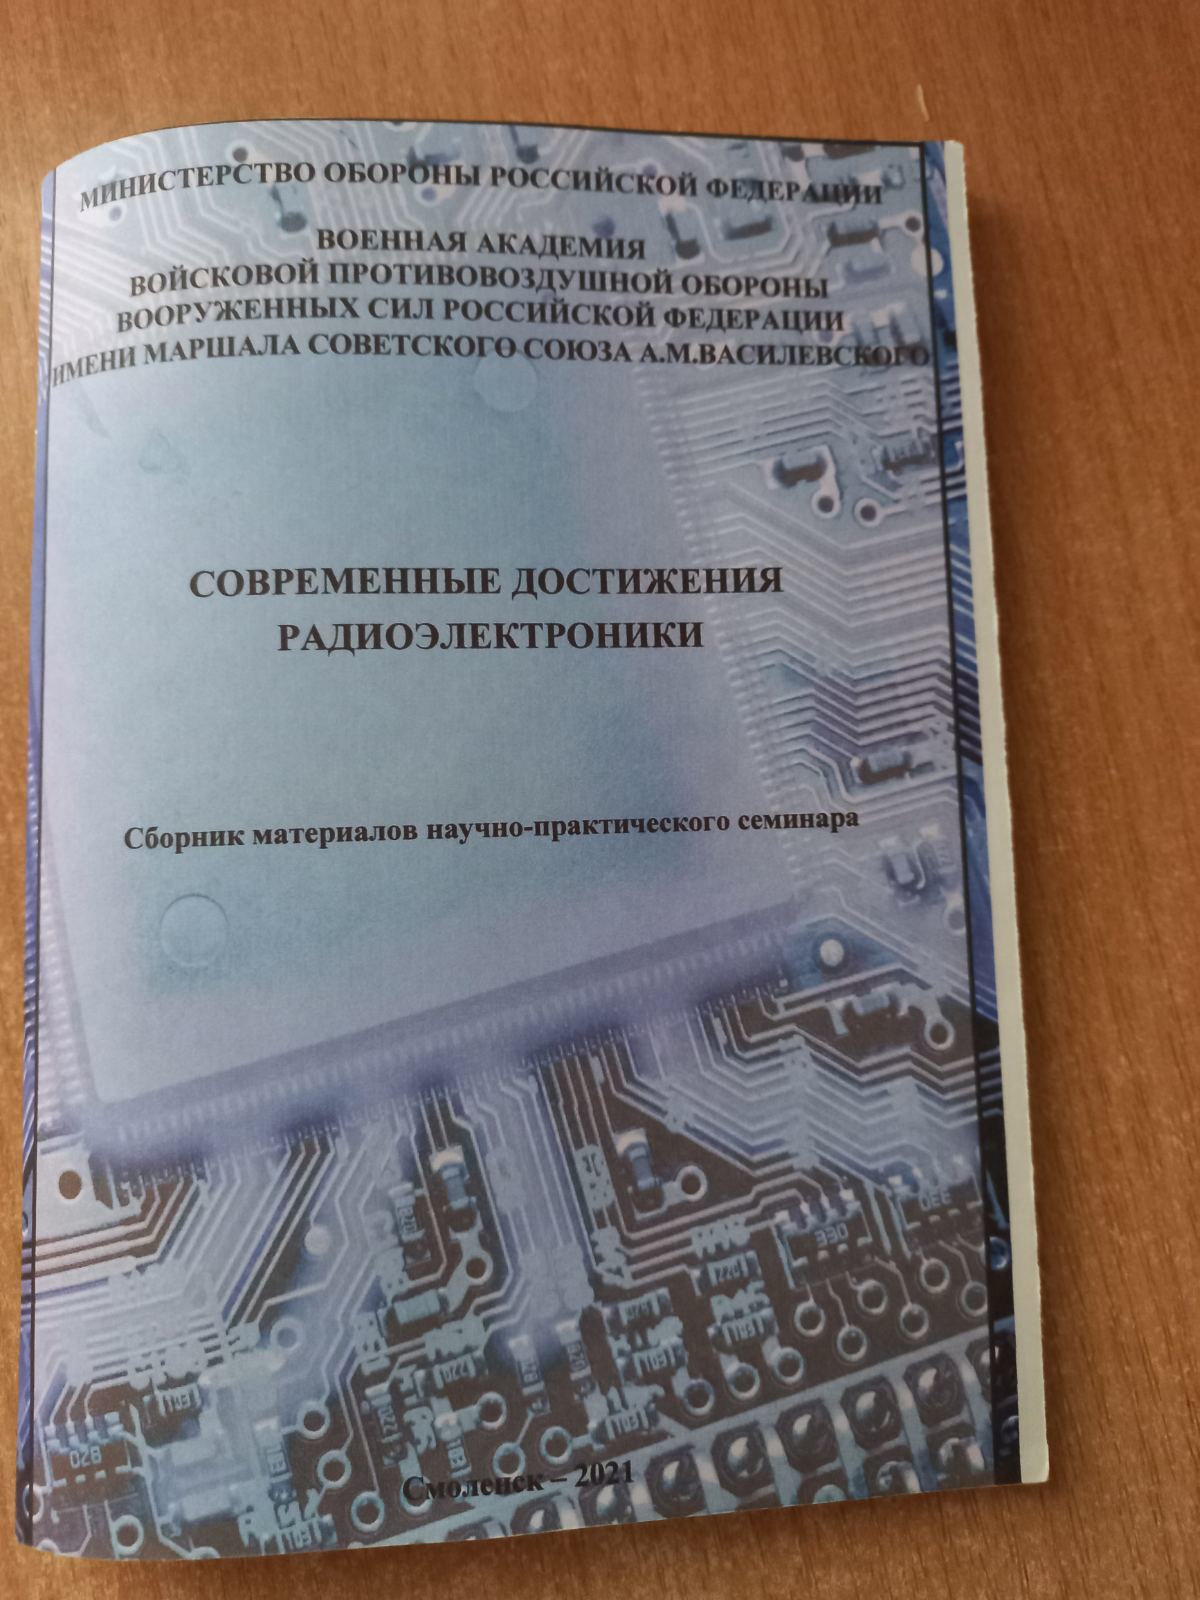 МИНИСТЕРСТВО ОБОРОНЫ РОССИЙСКОЙ ФЕДЕРАЦИИ
ВОЕННАЯ АКАДЕМИЯ
ВОЙСКОВОЙ ПРОТИВОВОЗДУШНОЙ ОБОРОНЫ
ВООРУЖЕННЫХ СИЛ РОССИЙСКОЙ ФЕДЕРАЦИИ
ИМЕНИ МАРШАЛА СОВЕТСКОГО СОЮЗА А.М.ВАСИЛЕВСКОГО
СОВРЕМЕННЫЕ ДОСТИЖЕНИЯ
РАДИОЭЛЕКТРОНИКИ
Сборник материалов научно-практического семинара
330
Смоленск – 2021